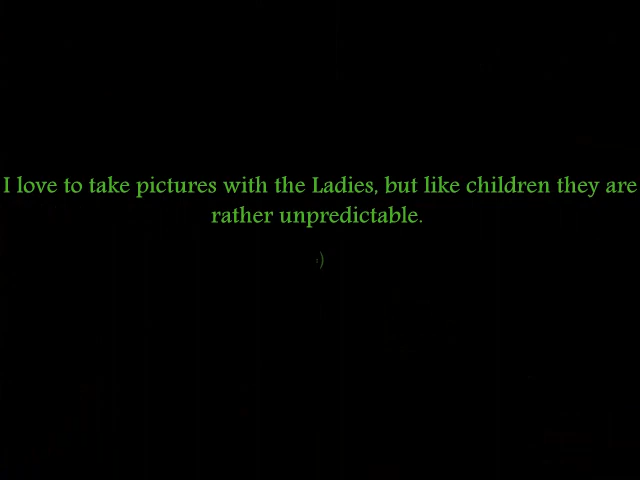 I love to take pictures with the Ladies, but like children they are
rather unpredictable.
:)